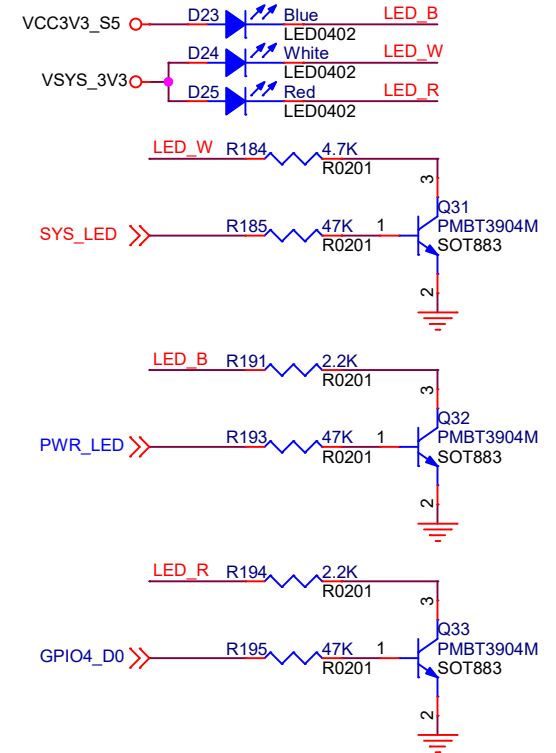 VCC3V3_S5 D23 Blue LED_B
LED0402
VSYS_3V3 D24 White LED_W
LED0402
D25 Red LED_R
LED0402
LED_W R184 4.7K
R0201
3
Q31
SYS_LED R185 47K 1 PMBT3904M
R0201 SOT883
2
LED_B R191 2.2K
R0201
3
Q32
PWR_LED R193 47K 1 PMBT3904M
R0201 SOT883
2
LED_R R194 2.2K
R0201
3
Q33
GPIO4_D0 R195 47K 1 PMBT3904M
R0201 SOT883
2